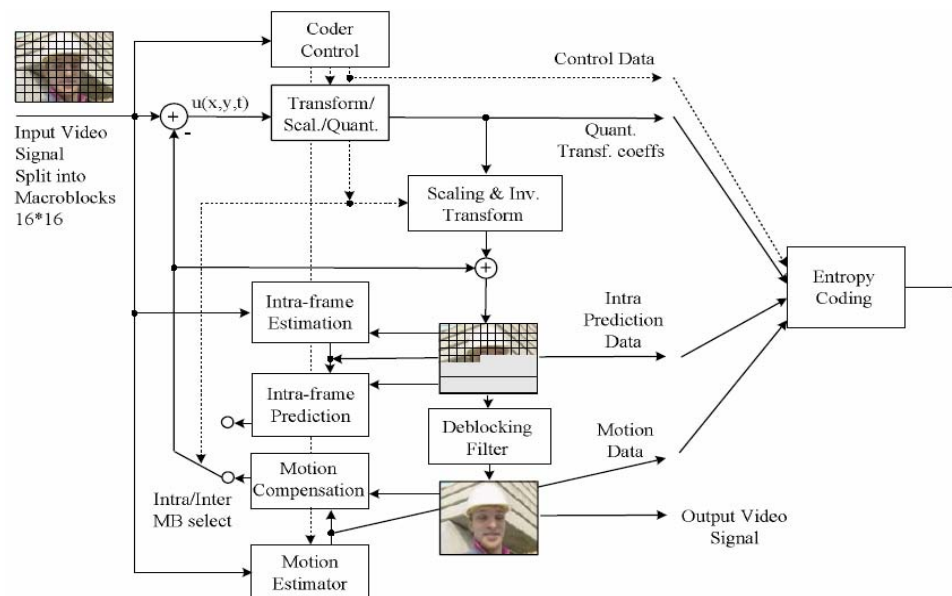 Coder
Control
Control Data
u(x,y,t)
Transform/
Scal./Quant.
+
-
Input Video
Signal
Split into
Macroblocks
16*16
Quant.
Transf. coeffs
Scaling & Inv.
Transform
+
Entropy
Coding
Intra-frame
Estimation
Intra
Prediction
Data
Intra-frame
Prediction
Deblocking
Filter
Motion
Data
Motion
Compensation
Intra/Inter
MB select
Output Video
Signal
Motion
Estimator